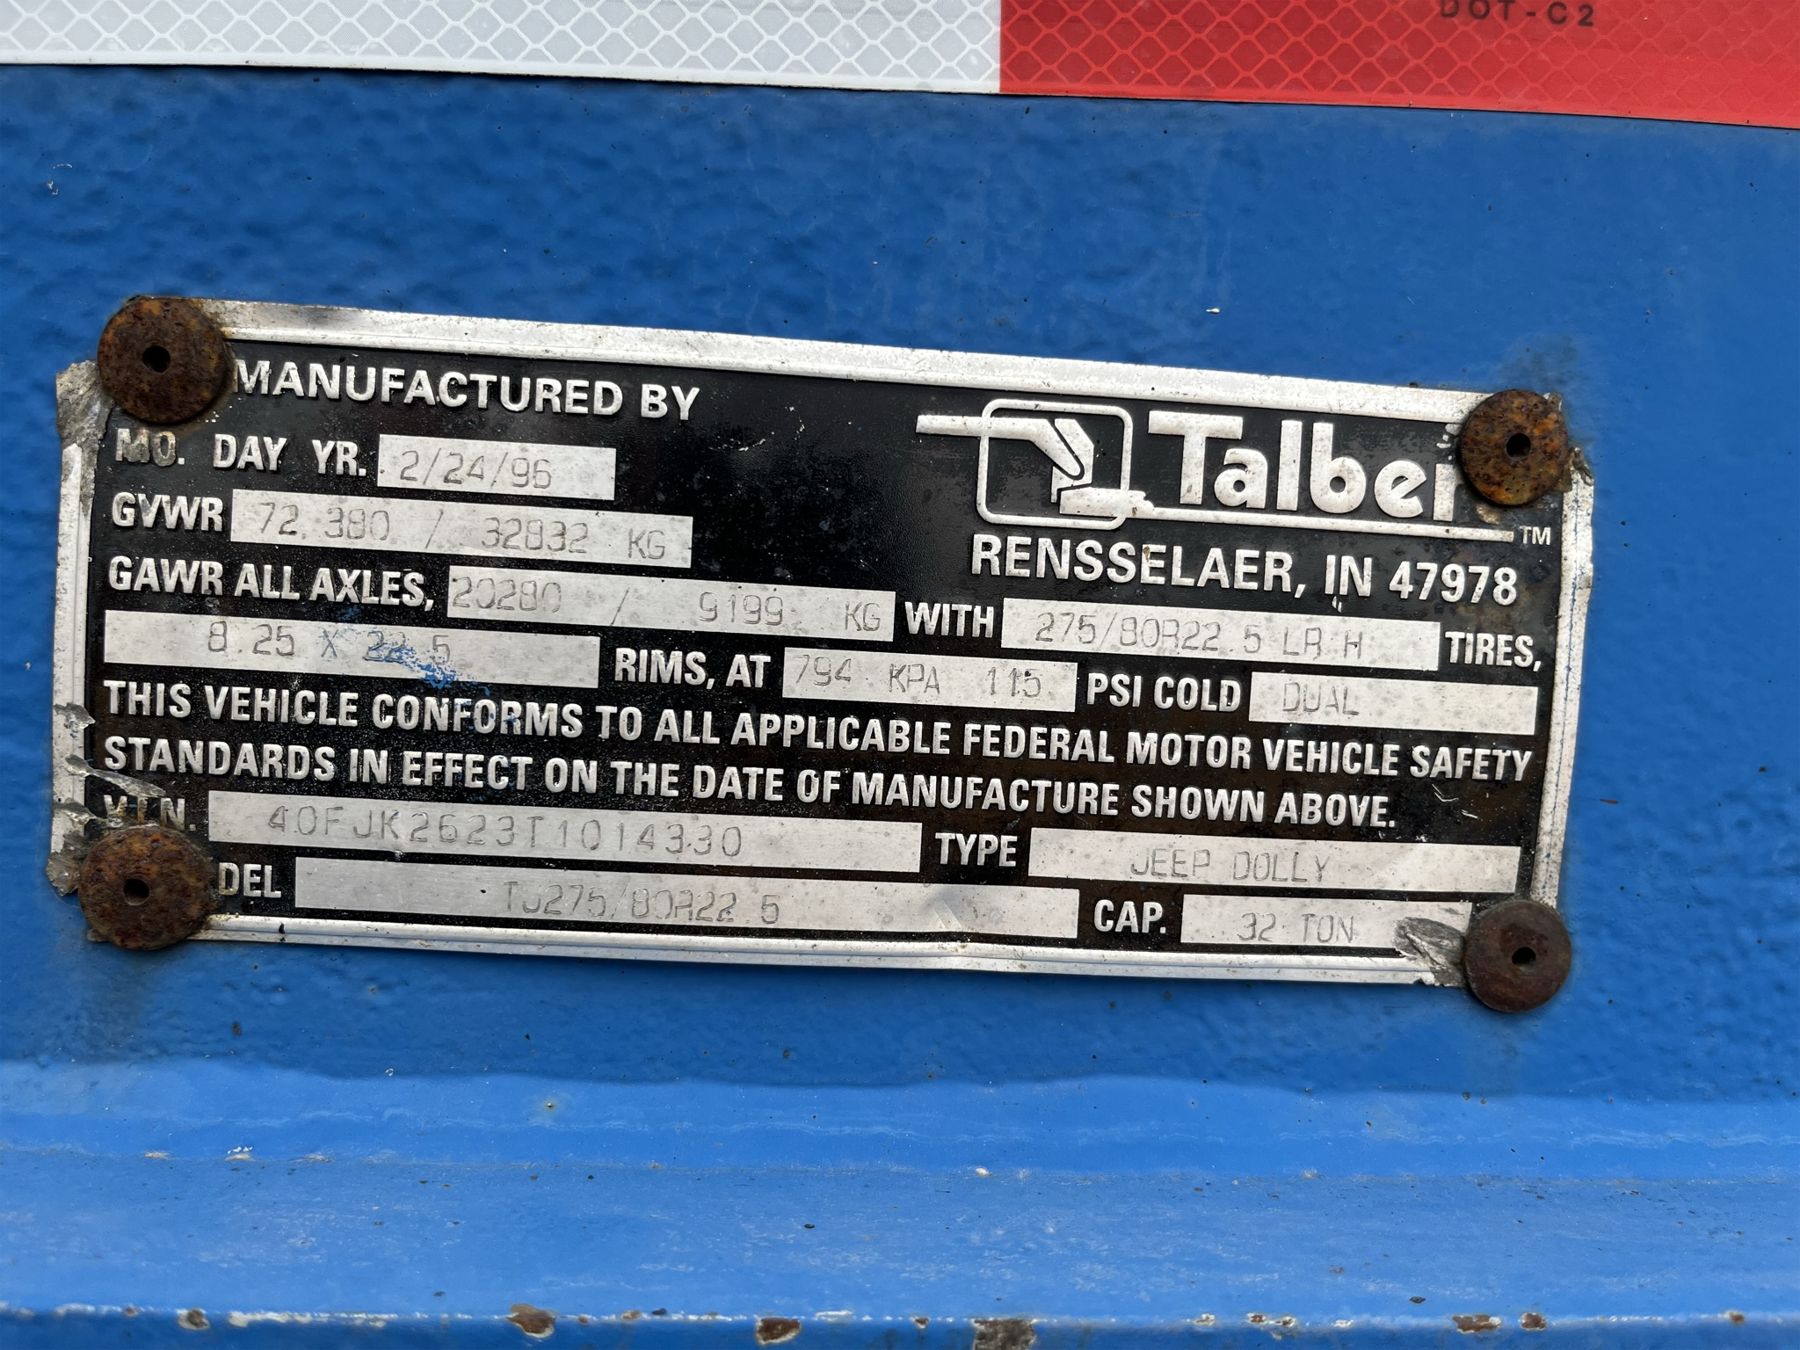 DOT-C2
MANUFACTURED BY
Talbert
MO. DAY YR. 2/24/96
TM
GVWR 72,380 / 32832 KG
RENSSELAER, IN 47978
GAWR ALL AXLES, 20280 / 9199 KG WITH 275/80R22.5 LR H TIRES,
8.25 X 22.5 RIMS, AT 794 KPA 115 PSI COLD DUAL
THIS VEHICLE CONFORMS TO ALL APPLICABLE FEDERAL MOTOR VEHICLE SAFETY
STANDARDS IN EFFECT ON THE DATE OF MANUFACTURE SHOWN ABOVE.
V.I.N. 40FJK2623T1014330 TYPE JEEP DOLLY
DEL TJ275/80R22.5 CAP. 32 TON